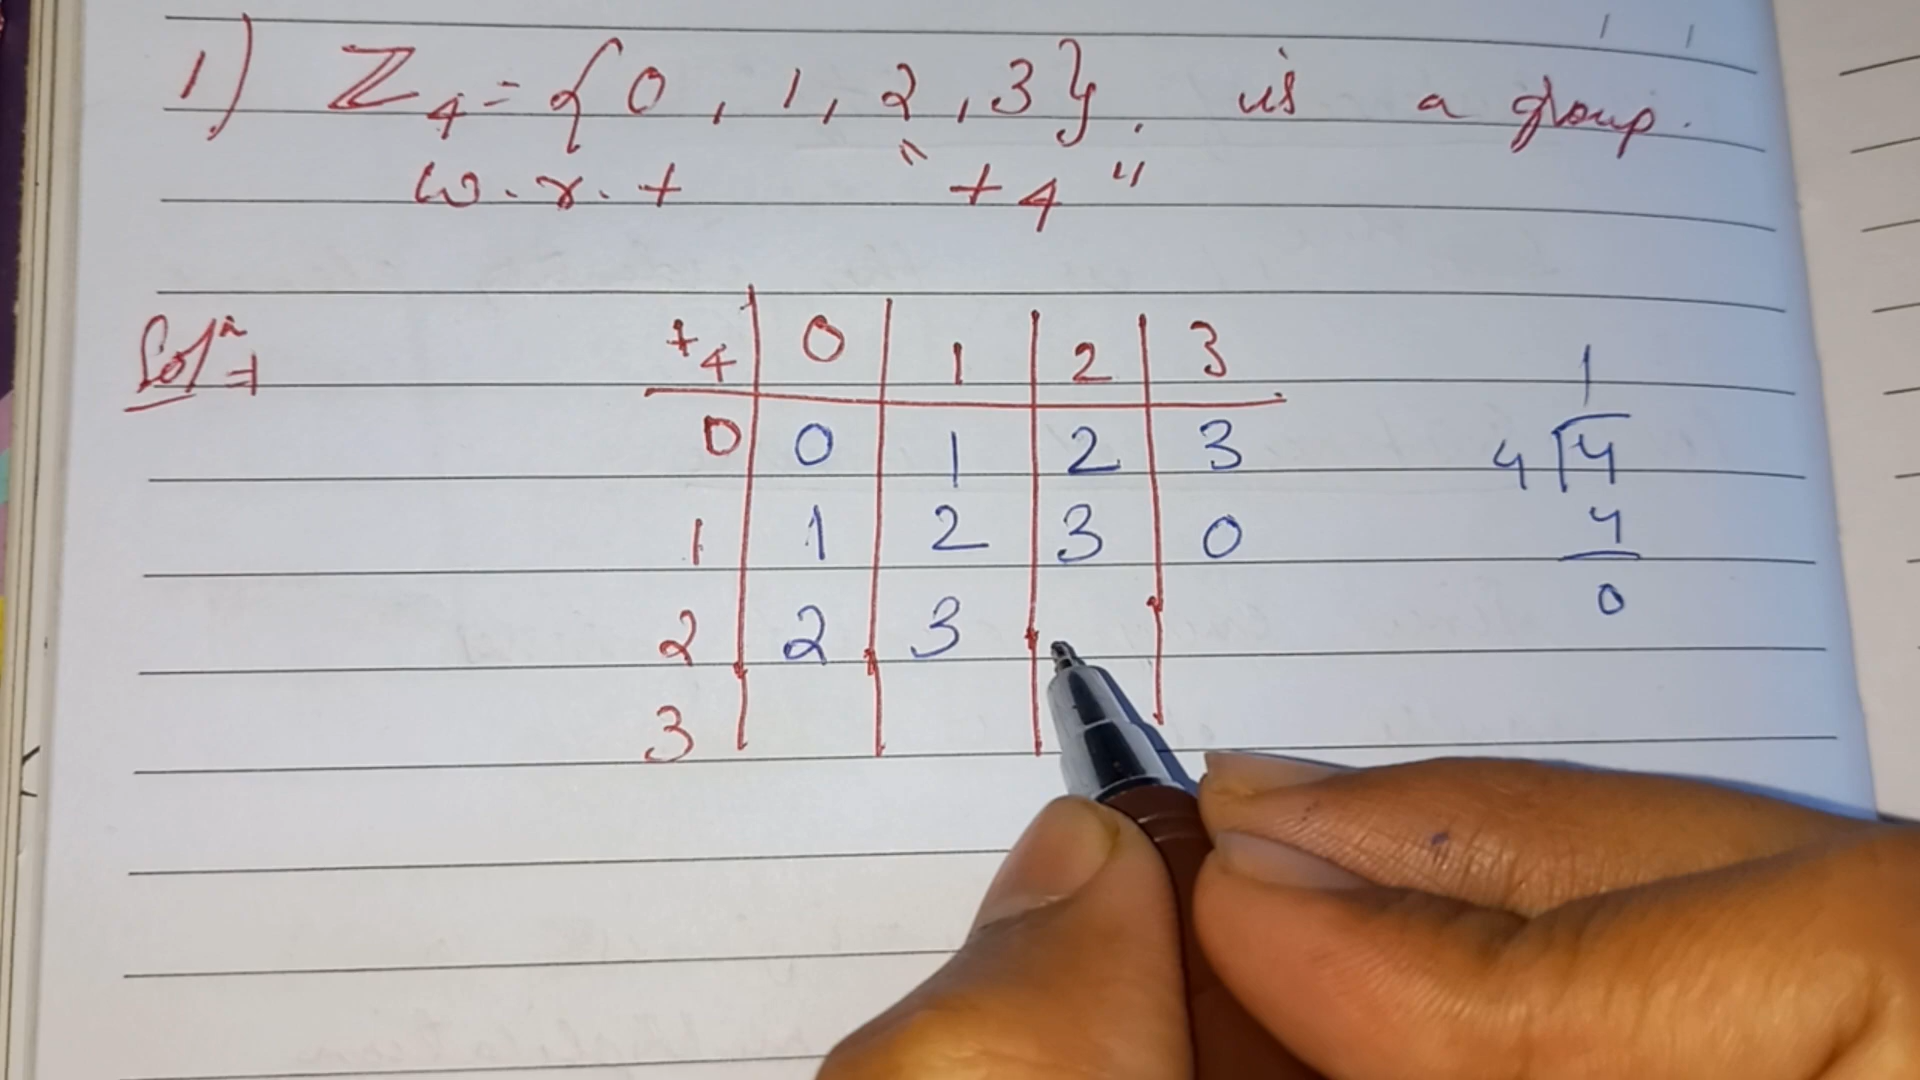 1) ℤ4 = {0, 1, 2, 3}. is a group.
w.r.t "+4"
Solⁿ⇒
+4 0 1 2 3
0 0 1 2 3
1 1 2 3 0
2 2 3
3
1
4 4
4
0